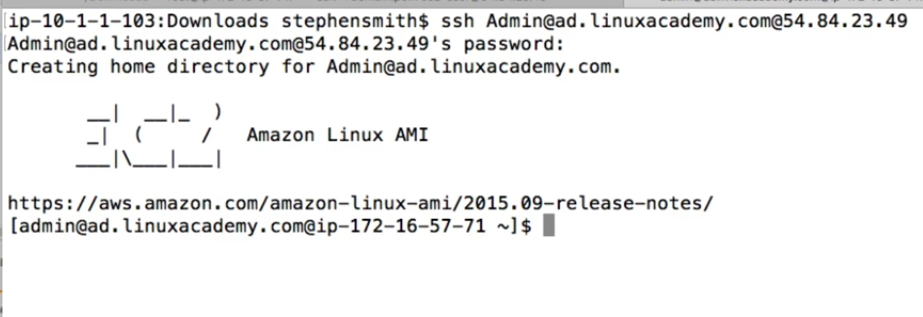 ip-10-1-1-103:Downloads stephensmith$ ssh Admin@ad.linuxacademy.com@54.84.23.49
Admin@ad.linuxacademy.com@54.84.23.49's password:
Creating home directory for Admin@ad.linuxacademy.com.
__|  __|_  )
_|  (     /   Amazon Linux AMI
___|\___|___|
https://aws.amazon.com/amazon-linux-ami/2015.09-release-notes/
[admin@ad.linuxacademy.com@ip-172-16-57-71 ~]$